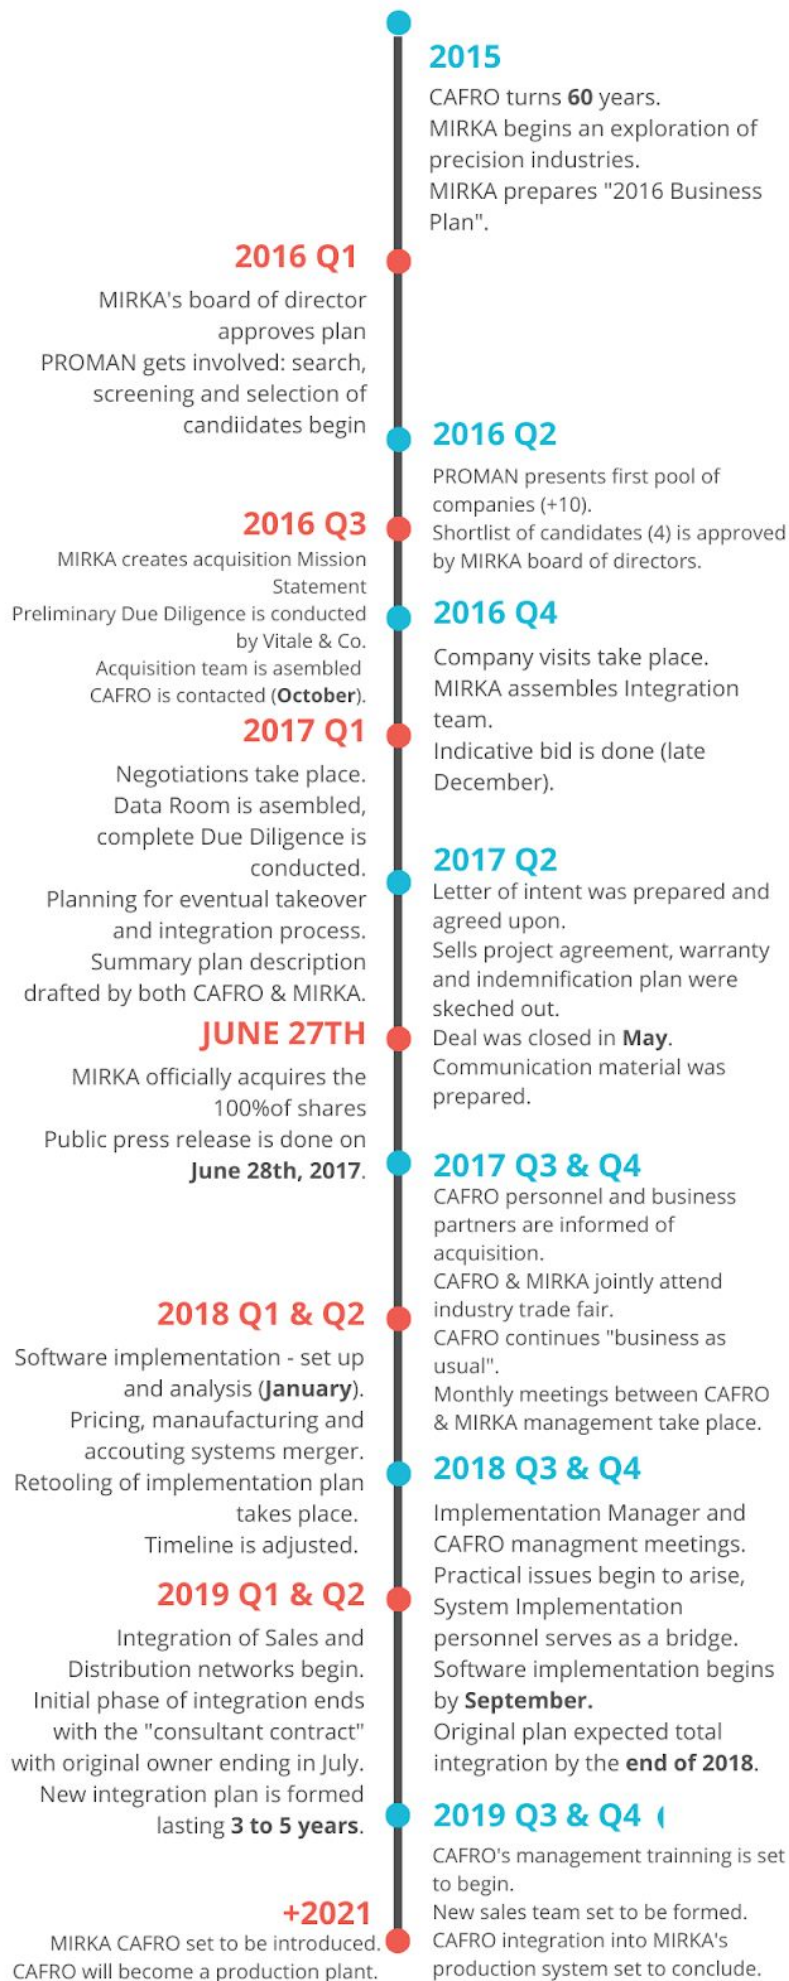 2015
CAFRO turns 60 years.
MIRKA begins an exploration of
precision industries.
MIRKA prepares "2016 Business
Plan".
2016 Q1
MIRKA's board of director
approves plan
PROMAN gets involved: search,
screening and selection of
candiidates begin
2016 Q2
PROMAN presents first pool of
companies (+10).
Shortlist of candidates (4) is approved
by MIRKA board of directors.
2016 Q3
MIRKA creates acquisition Mission
Statement
Preliminary Due Diligence is conducted
by Vitale & Co.
Acquisition team is asembled
CAFRO is contacted (October).
2016 Q4
Company visits take place.
MIRKA assembles Integration
team.
Indicative bid is done (late
December).
2017 Q1
Negotiations take place.
Data Room is asembled,
complete Due Diligence is
conducted.
Planning for eventual takeover
and integration process.
Summary plan description
drafted by both CAFRO & MIRKA.
2017 Q2
Letter of intent was prepared and
agreed upon.
Sells project agreement, warranty
and indemnification plan were
skeched out.
Deal was closed in May.
Communication material was
prepared.
JUNE 27TH
MIRKA officially acquires the
100%of shares
Public press release is done on
June 28th, 2017.
2017 Q3 & Q4
CAFRO personnel and business
partners are informed of
acquisition.
CAFRO & MIRKA jointly attend
industry trade fair.
CAFRO continues "business as
usual".
Monthly meetings between CAFRO
& MIRKA management take place.
2018 Q1 & Q2
Software implementation - set up
and analysis (January).
Pricing, manaufacturing and
accouting systems merger.
Retooling of implementation plan
takes place.
Timeline is adjusted.
2018 Q3 & Q4
Implementation Manager and
CAFRO managment meetings.
Practical issues begin to arise,
System Implementation
personnel serves as a bridge.
Software implementation begins
by September.
Original plan expected total
integration by the end of 2018.
2019 Q1 & Q2
Integration of Sales and
Distribution networks begin.
Initial phase of integration ends
with the "consultant contract"
with original owner ending in July.
New integration plan is formed
lasting 3 to 5 years.
2019 Q3 & Q4 (
CAFRO's management trainning is set
to begin.
New sales team set to be formed.
CAFRO integration into MIRKA's
production system set to conclude.
+2021
MIRKA CAFRO set to be introduced.
CAFRO will become a production plant.